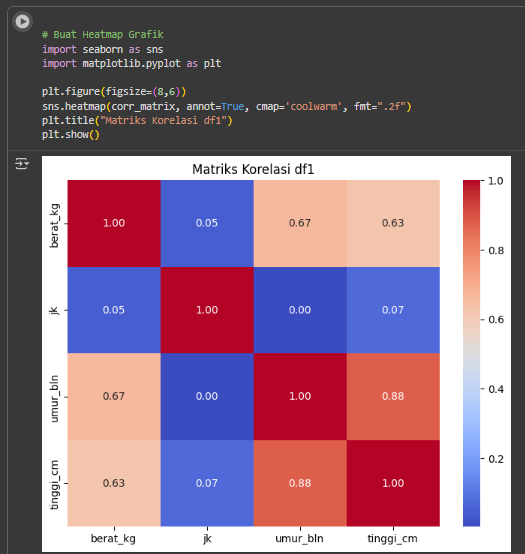 # Buat Heatmap Grafik
import seaborn as sns
import matplotlib.pyplot as plt
plt.figure(figsize=(8,6))
sns.heatmap(corr_matrix, annot=True, cmap='coolwarm', fmt=".2f")
plt.title("Matriks Korelasi df1")
plt.show()
Matriks Korelasi df1
berat_kg 1.00 0.05 0.67 0.63
jk 0.05 1.00 0.00 0.07
umur_bln 0.67 0.00 1.00 0.88
tinggi_cm 0.63 0.07 0.88 1.00
berat_kg jk umur_bln tinggi_cm
1.0
0.8
0.6
0.4
0.2